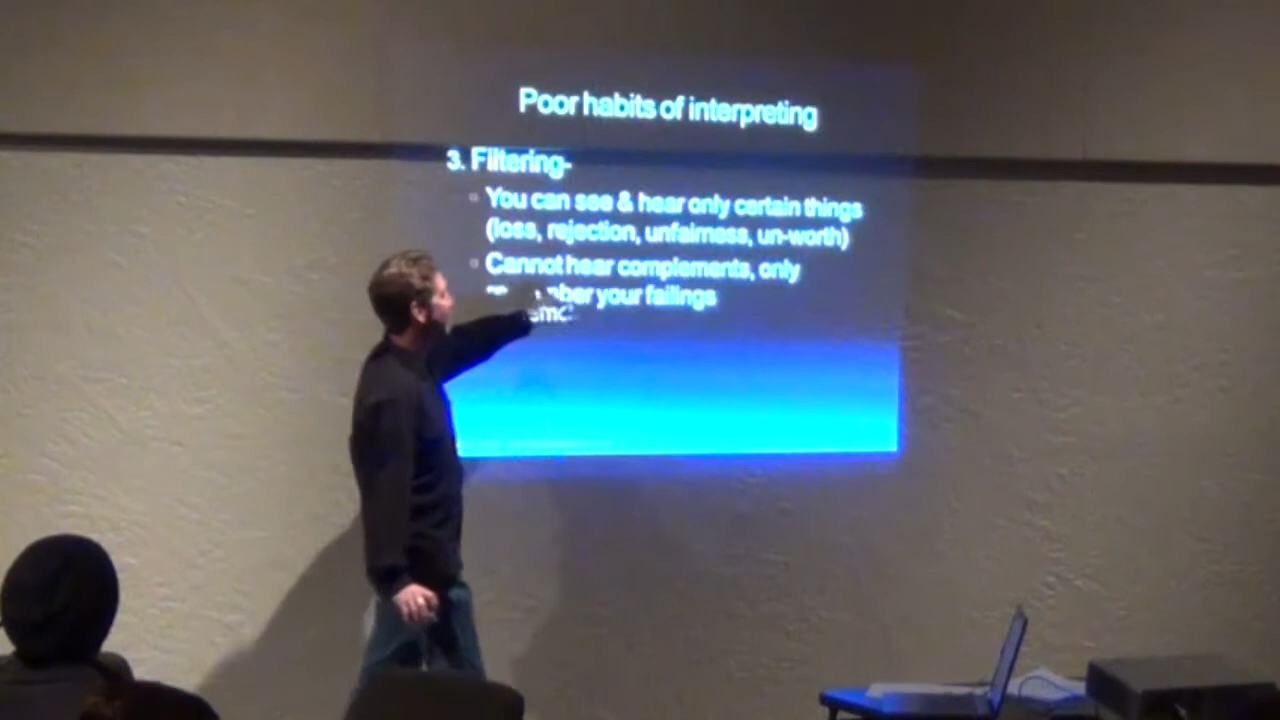 Poor habits of interpreting
3. Filtering-
You can see & hear only certain things
(loss, rejection, unfairness, un-worth)
Cannot hear complements, only
your failings